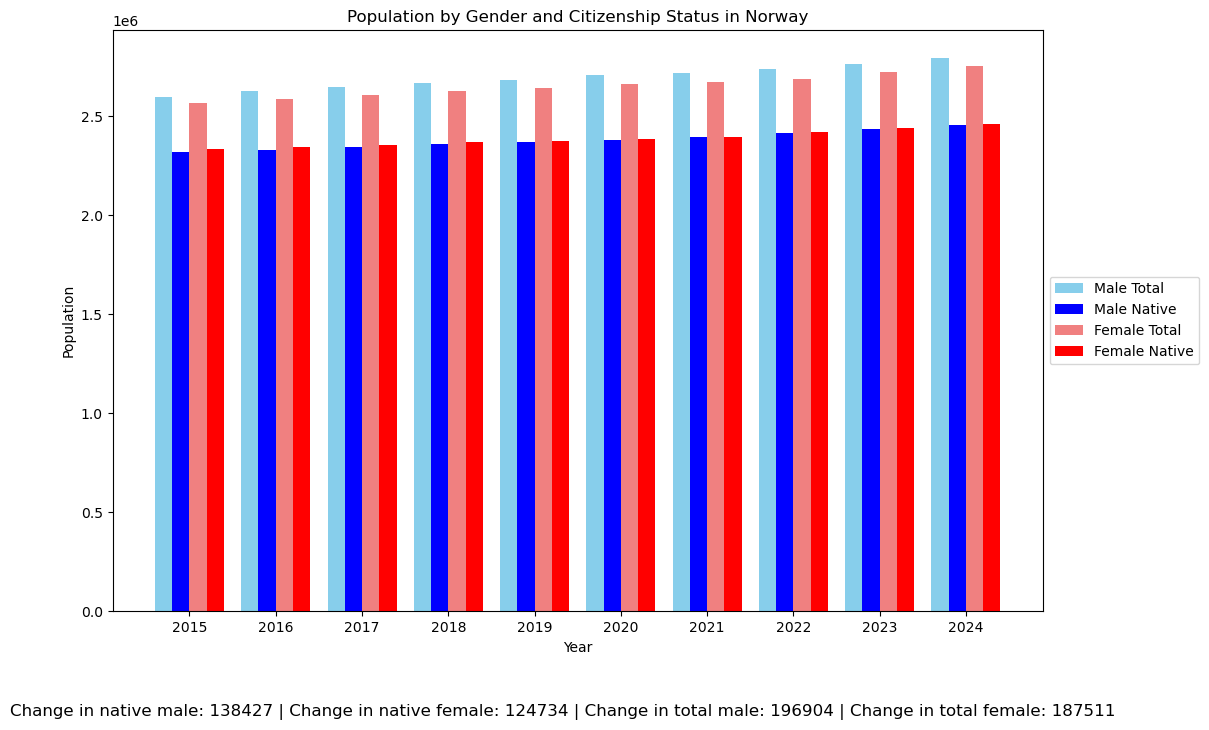 Population by Gender and Citizenship Status in Norway
1e6
2.5
2.0
1.5
1.0
0.5
0.0
Population
2015 2016 2017 2018 2019 2020 2021 2022 2023 2024
Year
Male Total
Male Native
Female Total
Female Native
Change in native male: 138427 | Change in native female: 124734 | Change in total male: 196904 | Change in total female: 187511